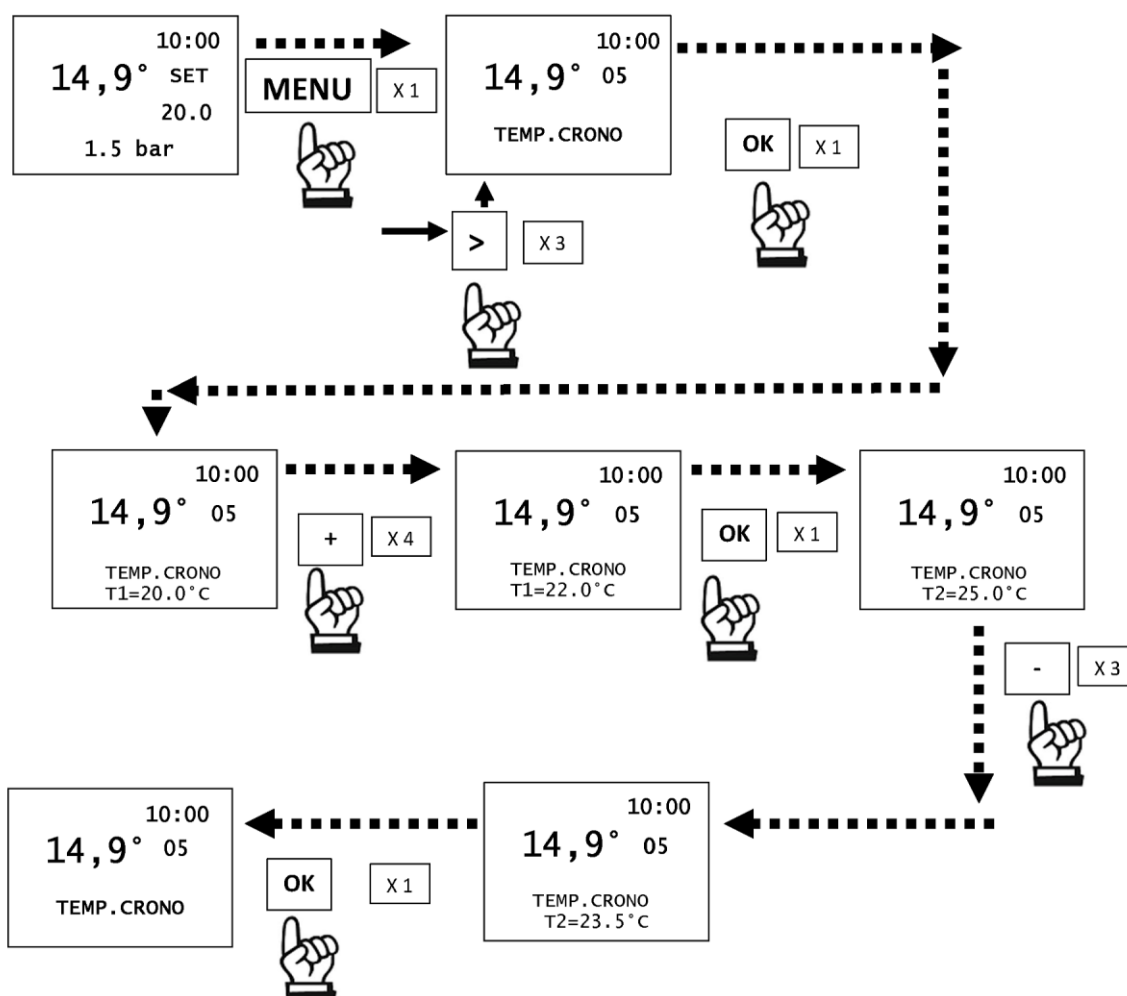 10:00
14,9° SET
20.0
1.5 bar
MENU X 1
10:00
14,9° 05
TEMP.CRONO
OK X 1
> X 3
10:00
14,9° 05
TEMP.CRONO
T1=20.0°C
+ X 4
10:00
14,9° 05
TEMP.CRONO
T1=22.0°C
OK X 1
10:00
14,9° 05
TEMP.CRONO
T2=25.0°C
- X 3
10:00
14,9° 05
TEMP.CRONO
T2=23.5°C
OK X 1
10:00
14,9° 05
TEMP.CRONO